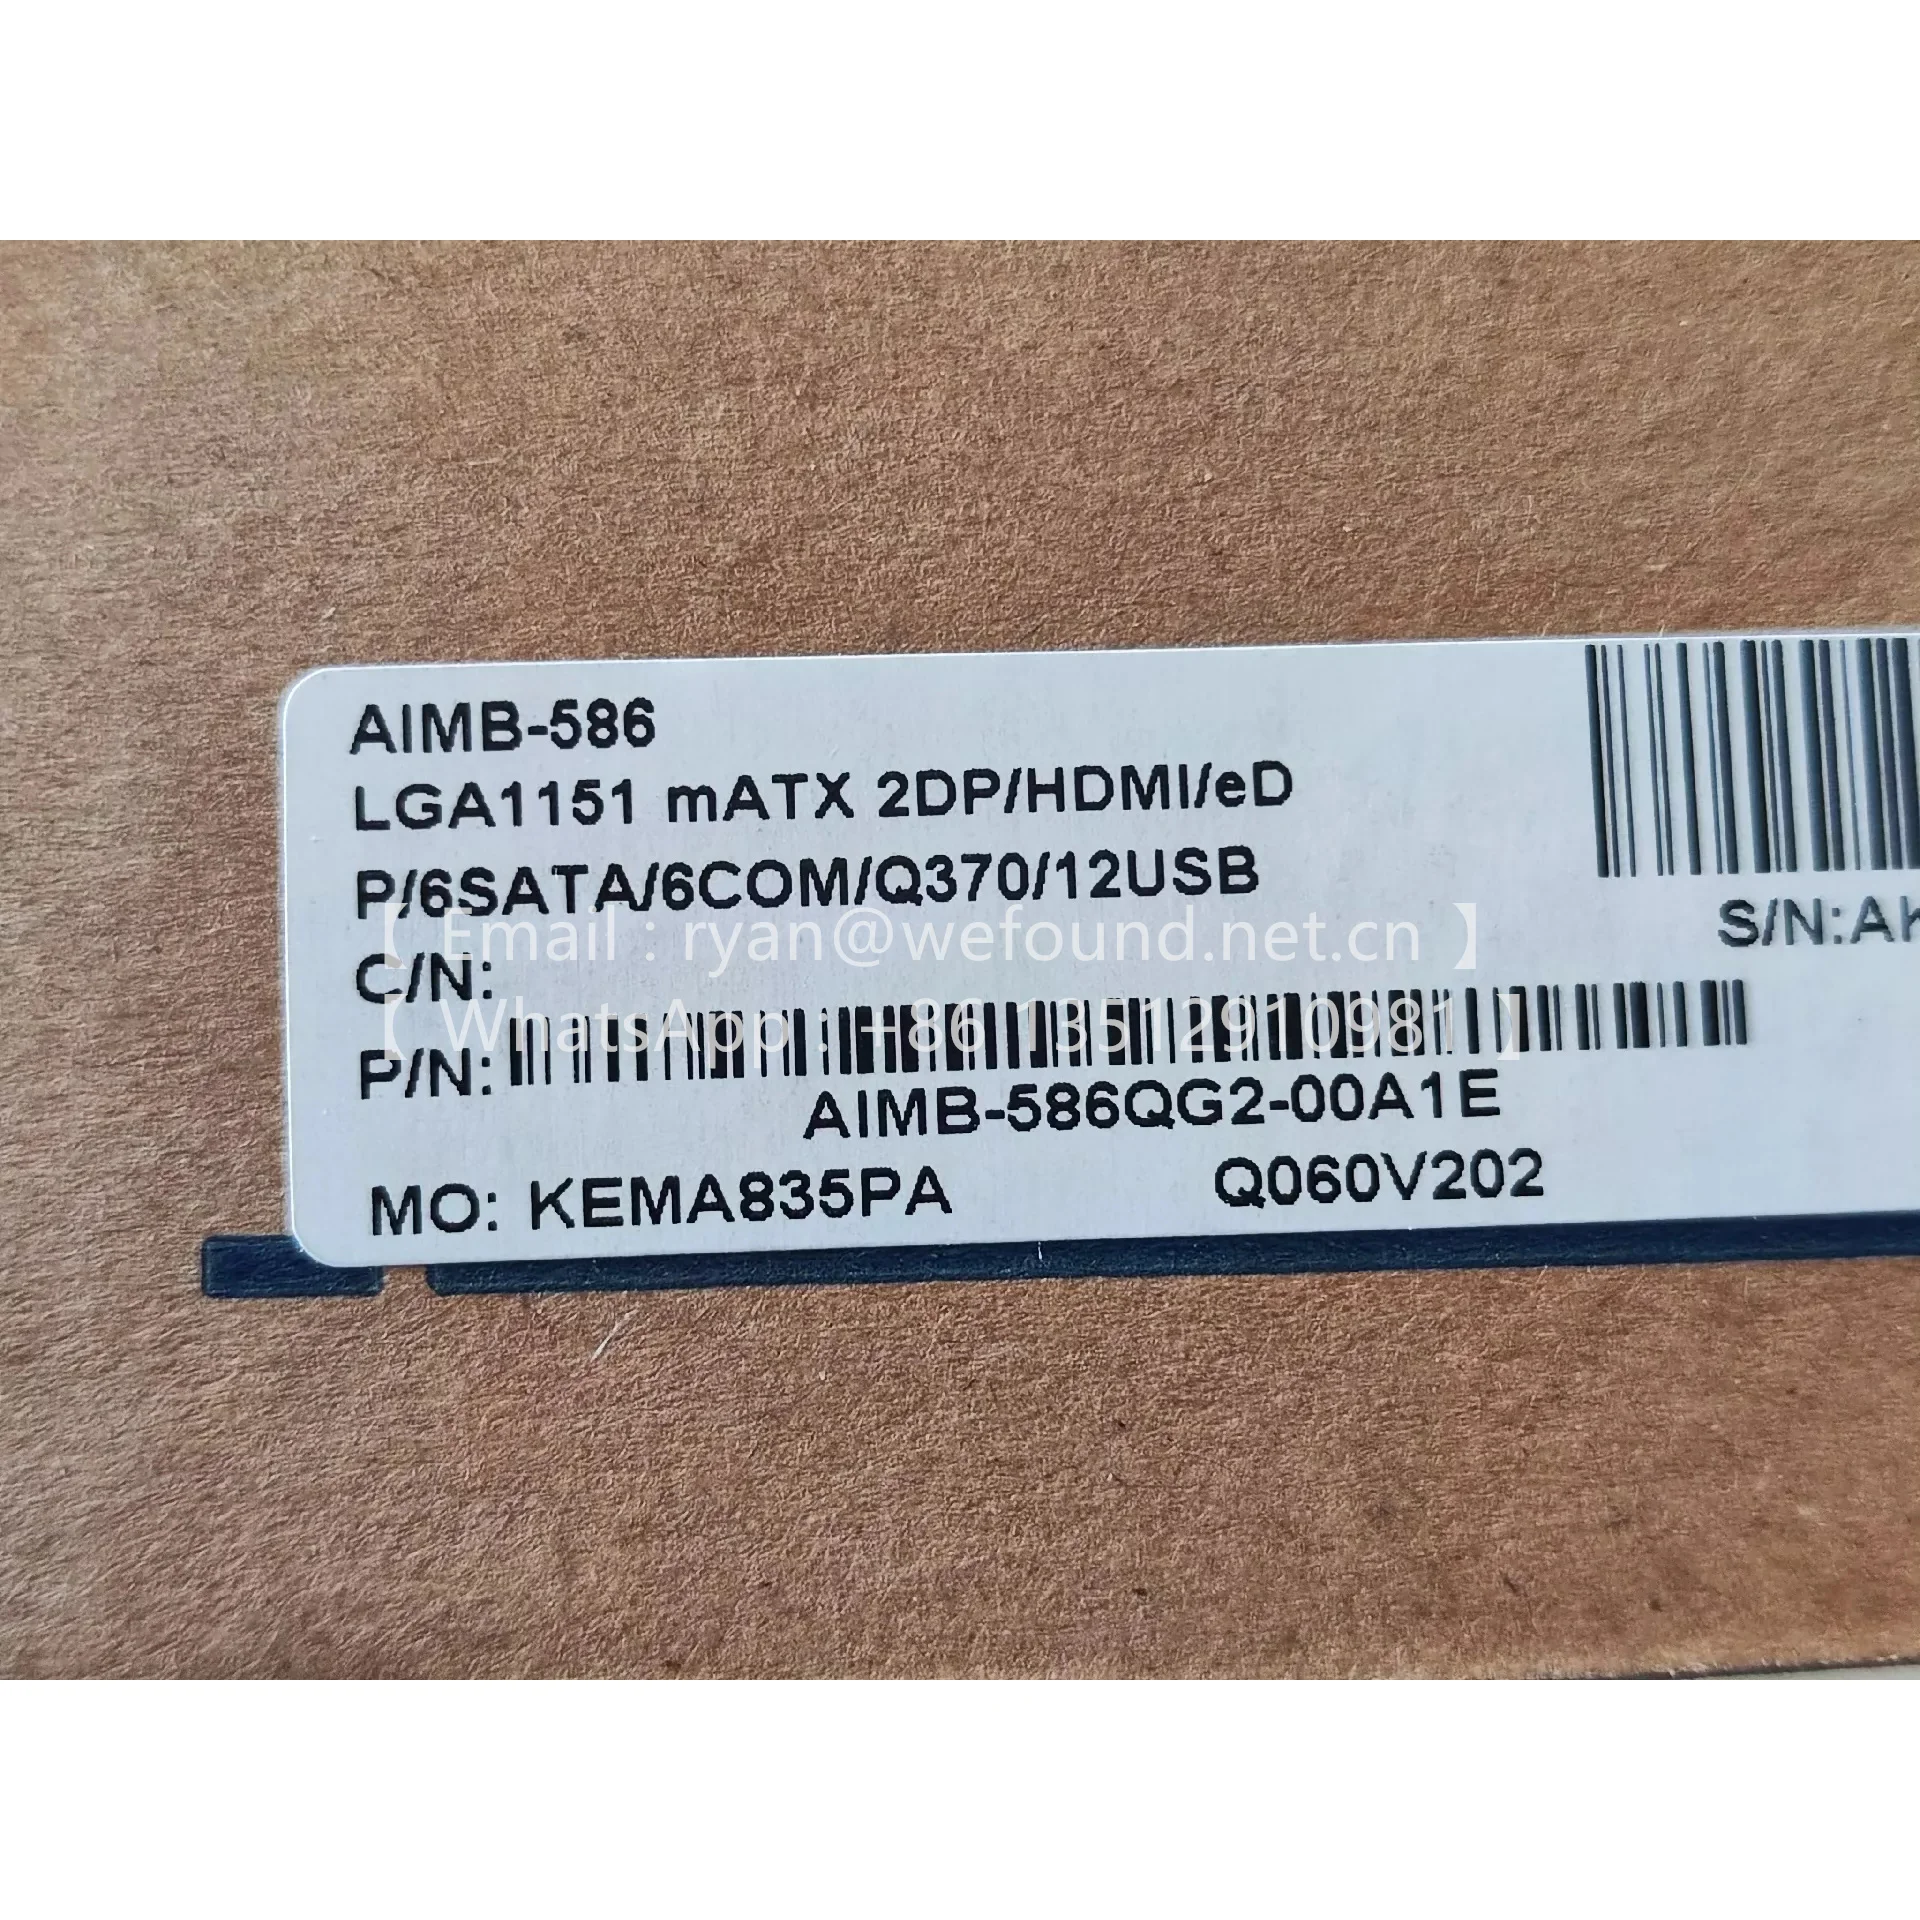 AIMB-586
LGA1151 mATX 2DP/HDMI/eD
P/6SATA/6COM/Q370/12USB
【 Email : ryan@wefound.net.cn 】
S/N:AK
C/N:
【 WhatsApp : +86 13512910981 】
P/N:
AIMB-586QG2-00A1E
MO: KEMA835PA Q060V202